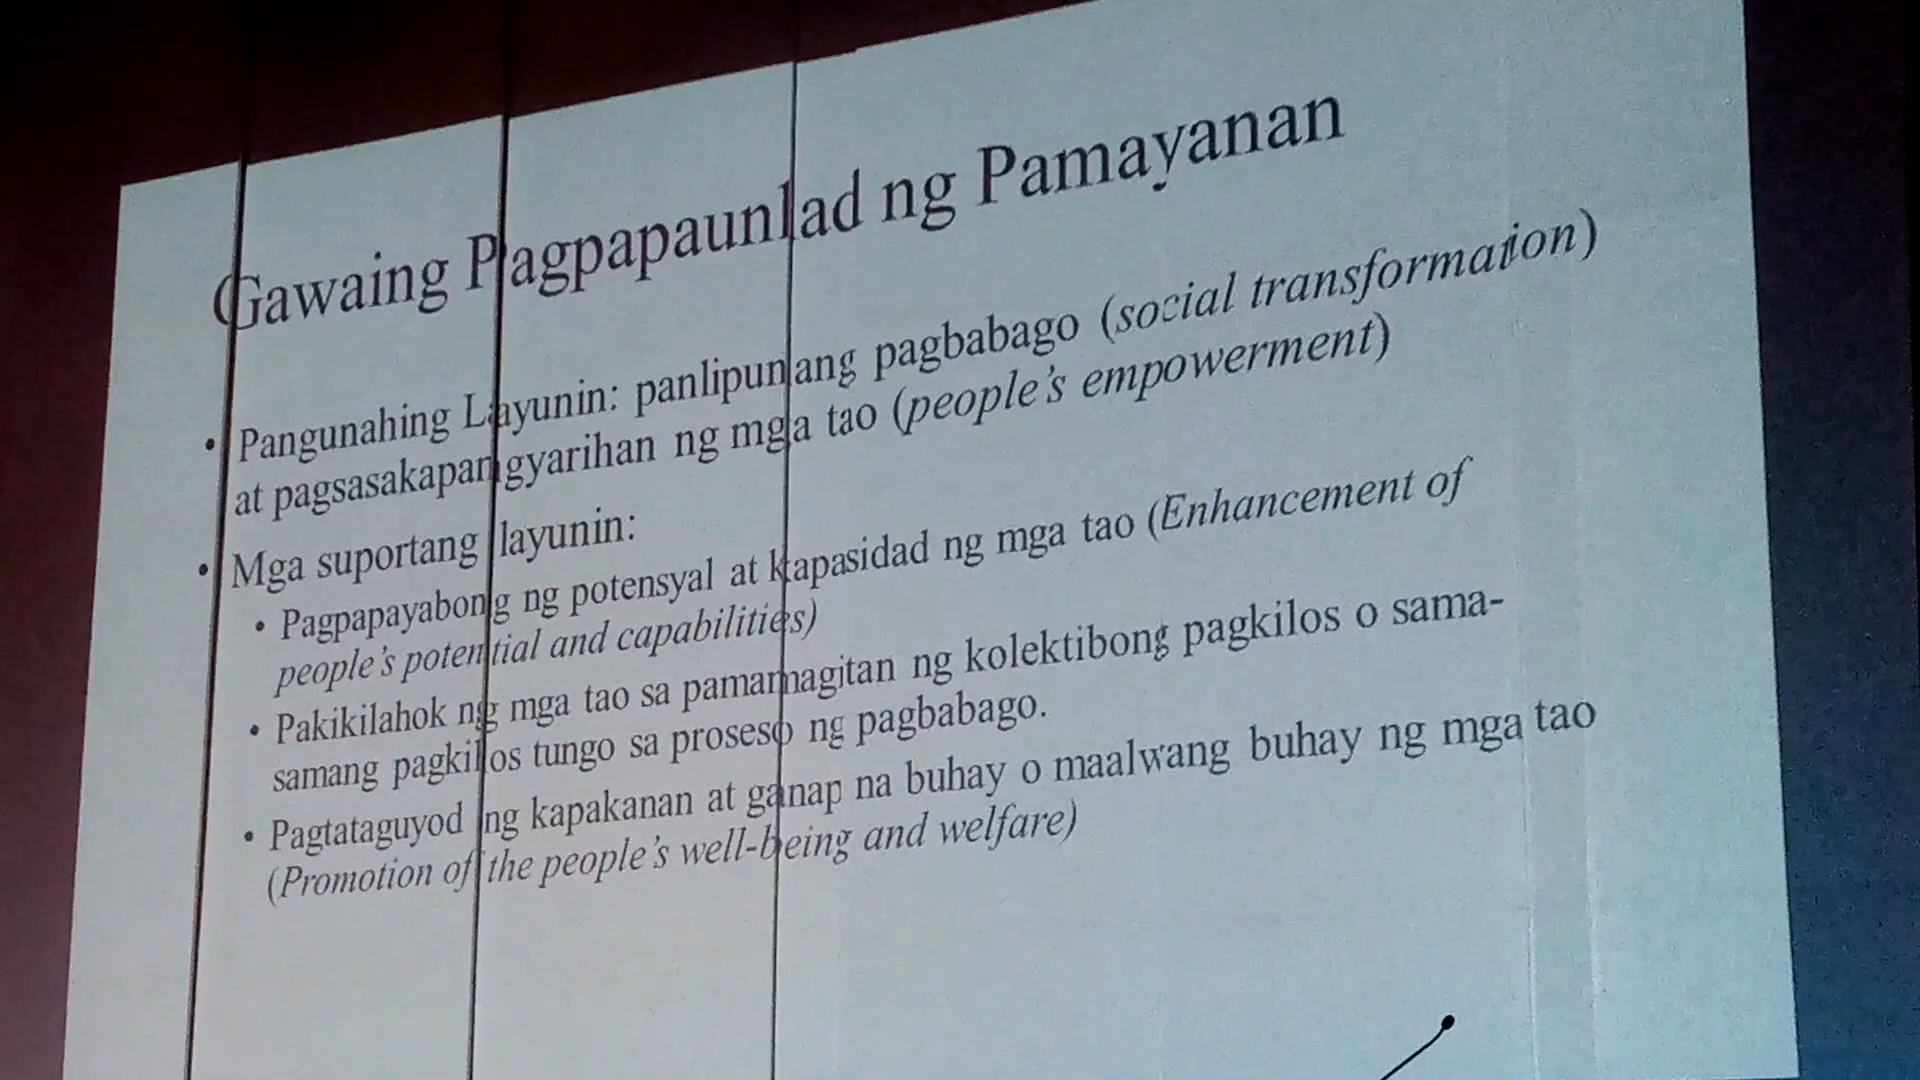 Gawaing Pagpapaunlad ng Pamayanan
• Pangunahing Layunin: panlipunang pagbabago (social transformation)
at pagsasakapangyarihan ng mga tao (people's empowerment)
• Mga suportang layunin:
• Pagpapayabong ng potensyal at kapasidad ng mga tao (Enhancement of
people's potential and capabilities)
• Pakikilahok ng mga tao sa pamamagitan ng kolektibong pagkilos o sama-
samang pagkilos tungo sa proseso ng pagbabago.
• Pagtataguyod ng kapakanan at ganap na buhay o maalwang buhay ng mga tao
(Promotion of the people's well-being and welfare)